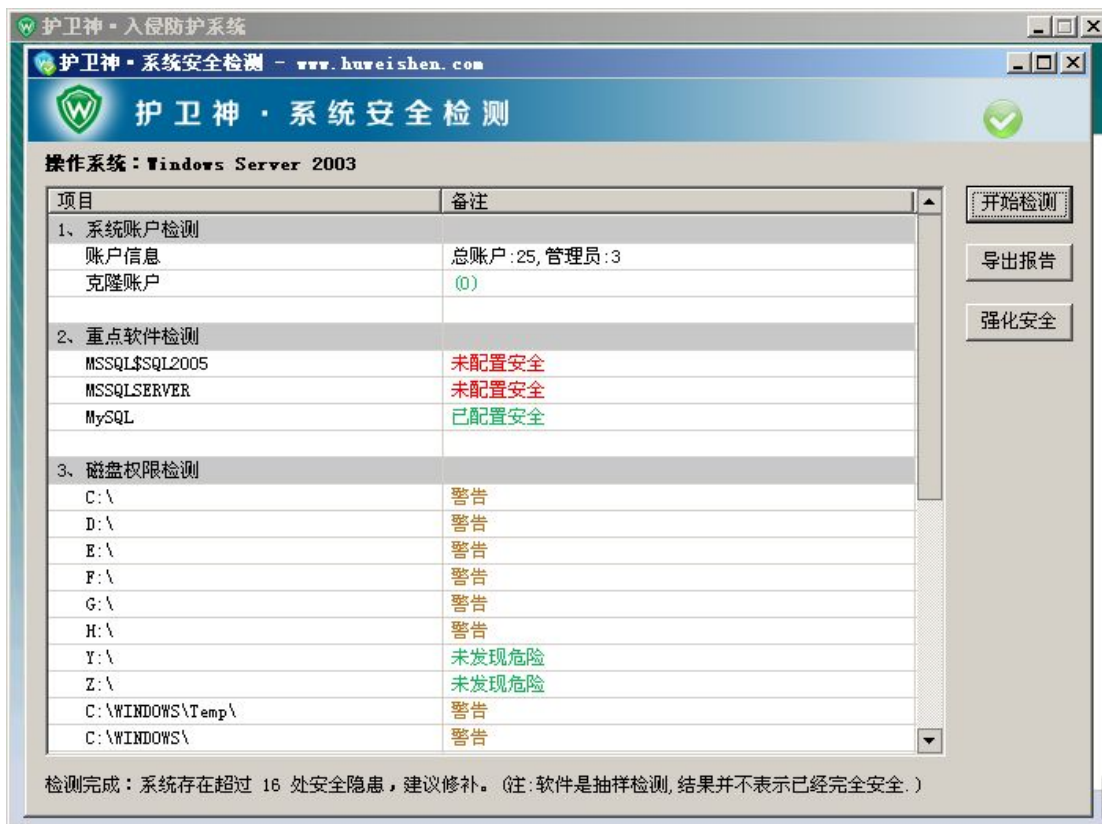 护卫神·入侵防护系统
护卫神·系统安全检测 - www.huweishen.com
护卫神·系统安全检测
操作系统：Windows Server 2003
项目 备注
1、系统账户检测
账户信息 总账户:25,管理员:3
克隆账户 (0)
2、重点软件检测
MSSQL$SQL2005 未配置安全
MSSQLSERVER 未配置安全
MySQL 已配置安全
3、磁盘权限检测
C:\ 警告
D:\ 警告
E:\ 警告
F:\ 警告
G:\ 警告
H:\ 警告
Y:\ 未发现危险
Z:\ 未发现危险
C:\WINDOWS\Temp\ 警告
C:\WINDOWS\ 警告
开始检测
导出报告
强化安全
检测完成：系统存在超过 16 处安全隐患，建议修补。(注:软件是抽样检测,结果并不表示已经完全安全.)